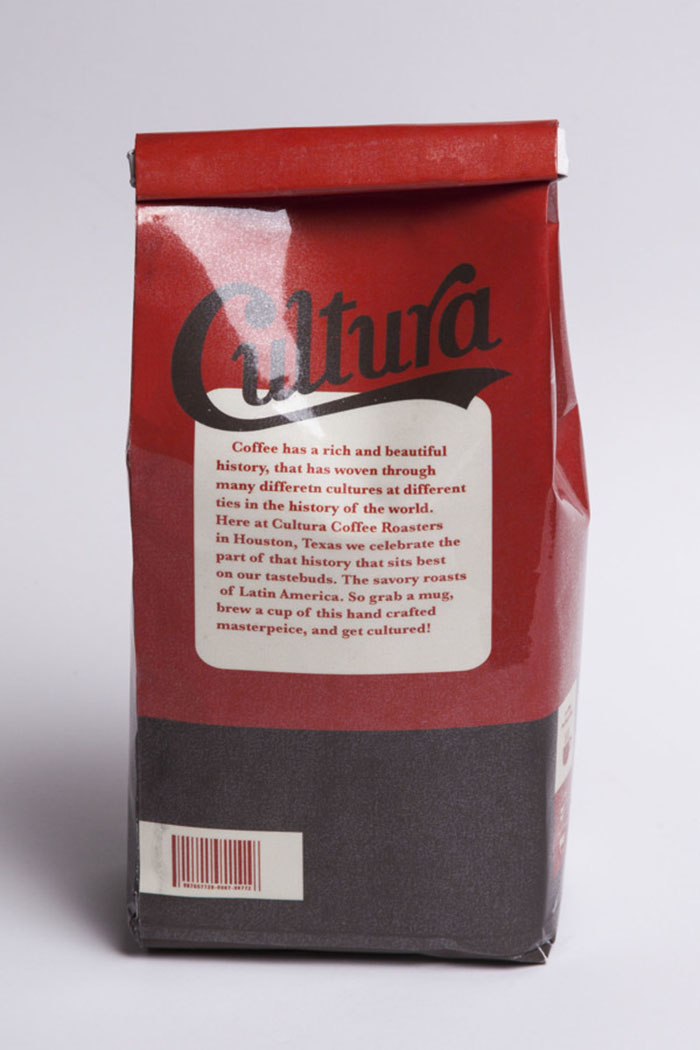 Cultura
Coffee has a rich and beautiful
history, that has woven through
many differetn cultures at different
ties in the history of the world.
Here at Cultura Coffee Roasters
in Houston, Texas we celebrate the
part of that history that sits best
on our tastebuds. The savory roasts
of Latin America. So grab a mug,
brew a cup of this hand crafted
masterpeice, and get cultured!